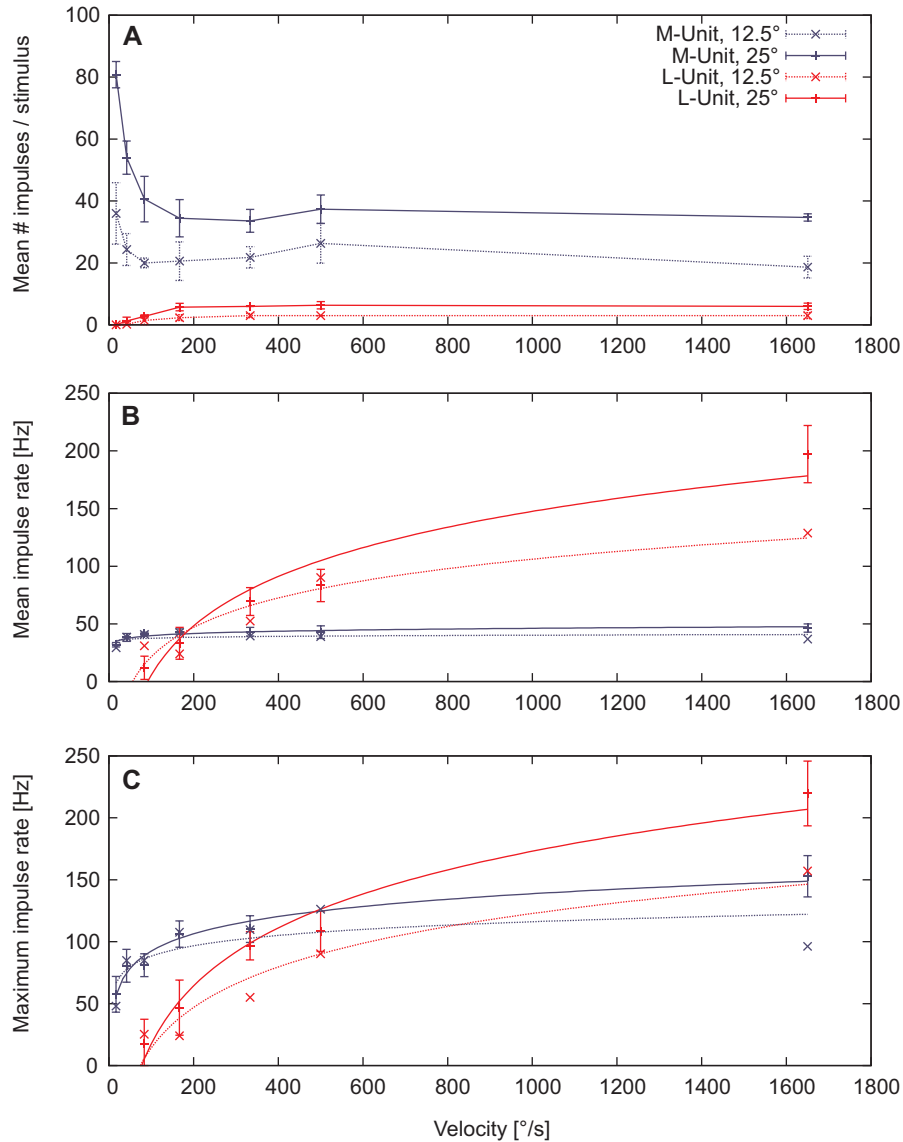 A
M-Unit, 12.5°
M-Unit, 25°
L-Unit, 12.5°
L-Unit, 25°
Mean # impulses / stimulus
100
80
60
40
20
0
0 200 400 600 800 1000 1200 1400 1600 1800
B
Mean impulse rate [Hz]
250
200
150
100
50
0
0 200 400 600 800 1000 1200 1400 1600 1800
C
Maximum impulse rate [Hz]
250
200
150
100
50
0
0 200 400 600 800 1000 1200 1400 1600 1800
Velocity [°/s]